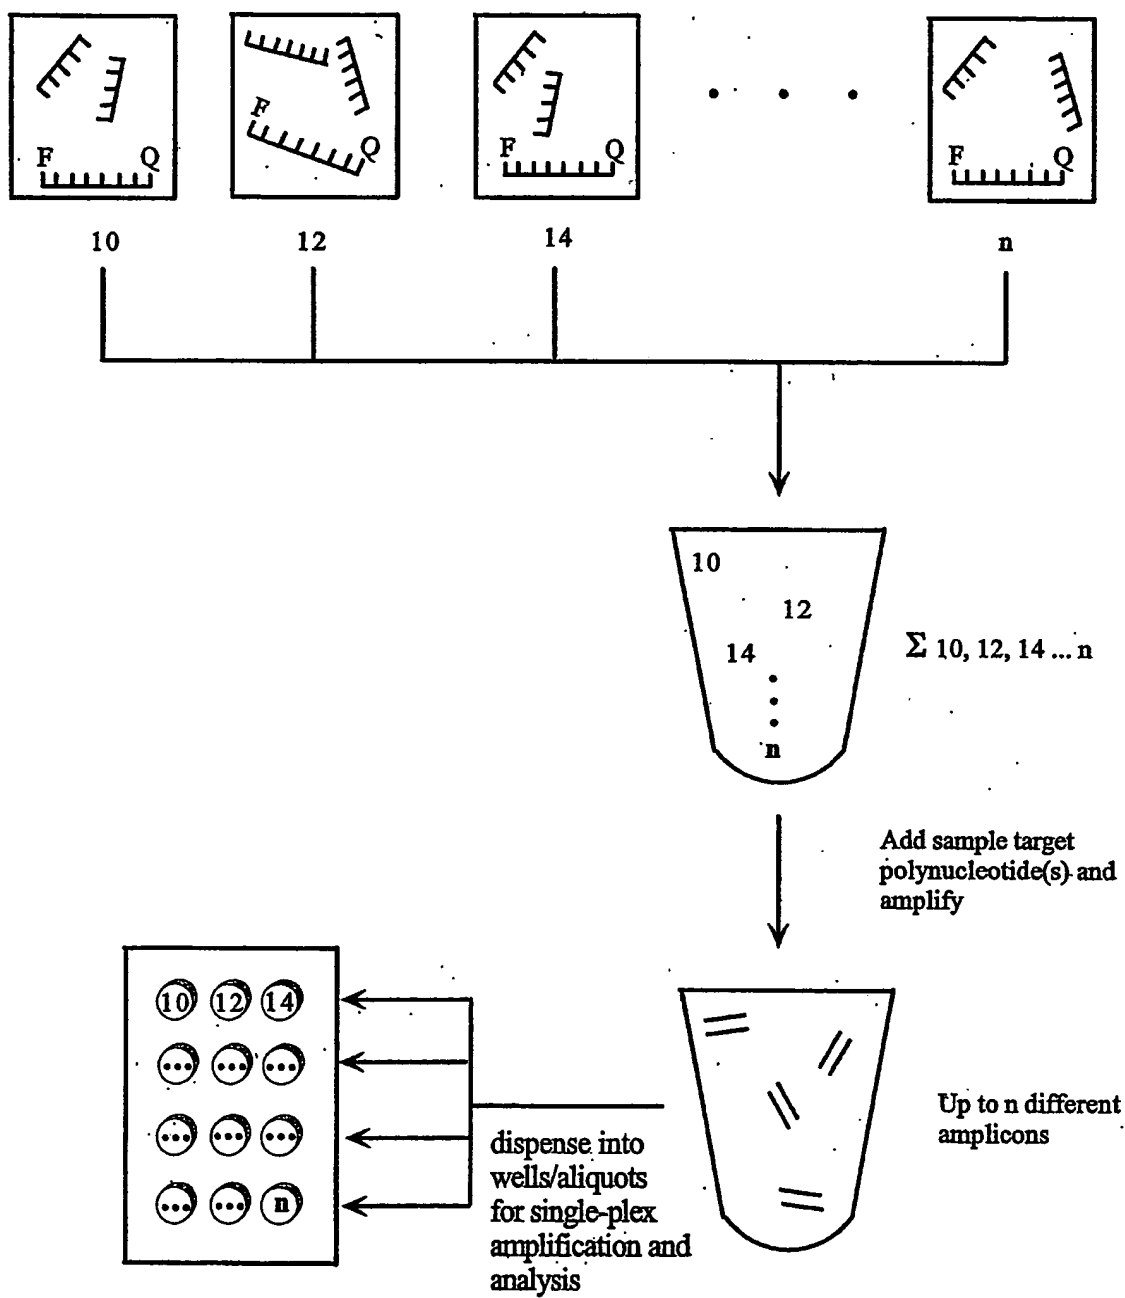 F Q
F Q
F Q
F Q
10
12
14
n
10
12
14
n
Σ 10, 12, 14 ... n
Add sample target
polynucleotide(s) and
amplify
10 12 14
... ... ...
... ... ...
... ... n
dispense into
wells/aliquots
for single-plex
amplification and
analysis
Up to n different
amplicons